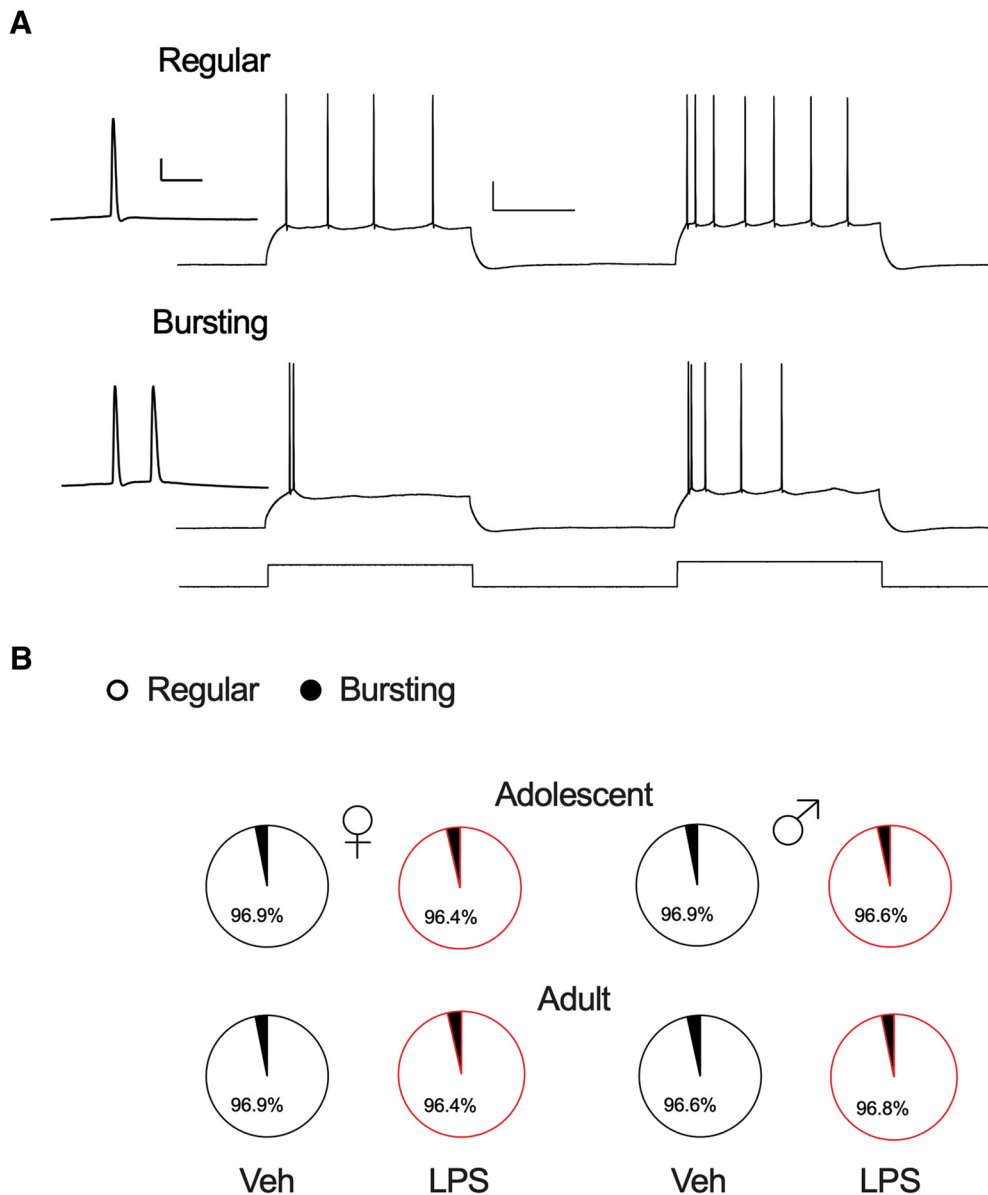 A
Regular
Bursting
B
Regular Bursting
Adolescent
96.9% 96.4% 96.9% 96.6%
Adult
96.9% 96.4% 96.6% 96.8%
Veh LPS Veh LPS